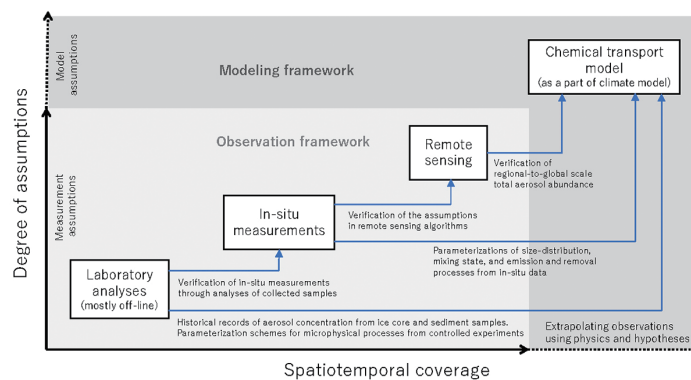 Degree of assumptions
Model
assumptions
Measurement
assumptions
Modeling framework
Chemical transport
model
(as a part of climate model)
Observation framework
Remote
sensing
Verification of
regional-to-global scale
total aerosol abundance
In-situ
measurements
Verification of the assumptions
in remote sensing algorithms
Parameterizations of size-distribution,
mixing state, and emission and removal
processes from in-situ data
Laboratory
analyses
(mostly off-line)
Verification of in-situ measurements
through analyses of collected samples
Historical records of aerosol concentration from ice core and sediment samples.
Parameterization schemes for microphysical processes from controlled experiments
Extrapolating observations
using physics and hypotheses
Spatiotemporal coverage